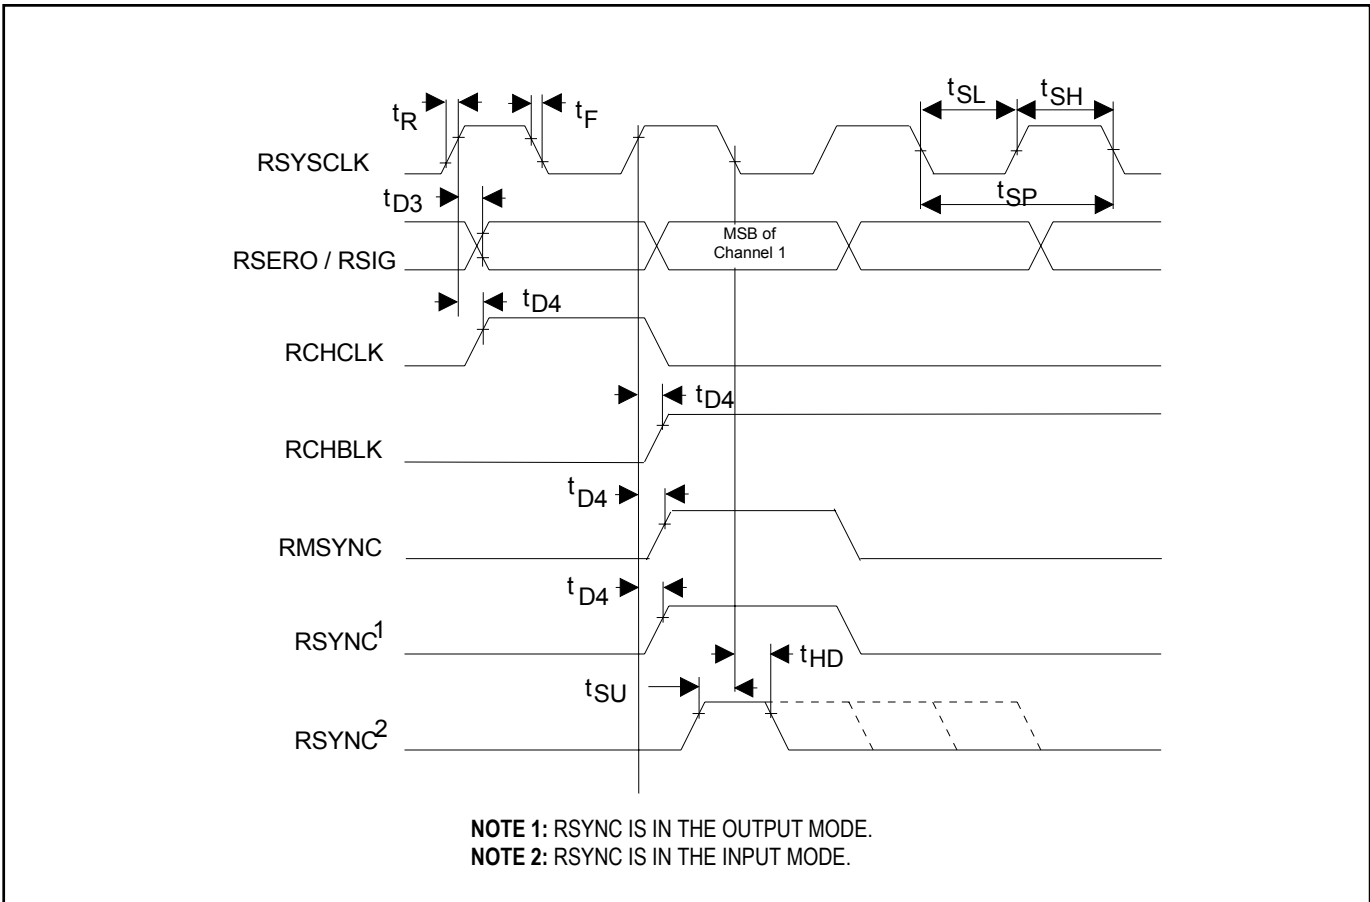 tR
tF
tSL
tSH
RSYSCLK
tD3
tSP
MSB of
Channel 1
RSERO / RSIG
tD4
RCHCLK
tD4
RCHBLK
tD4
RMSYNC
tD4
RSYNC1
tHD
tSU
RSYNC2
NOTE 1: RSYNC IS IN THE OUTPUT MODE.
NOTE 2: RSYNC IS IN THE INPUT MODE.